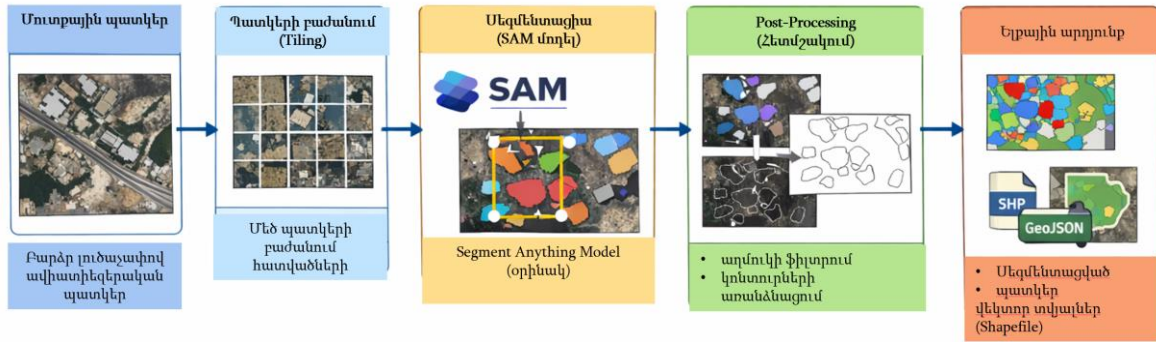 Մուտքային պատկեր
Բարձր լուծաչափով
ավիատիեզերական
պատկեր
Պատկերի բաժանում
(Tiling)
Մեծ պատկերի
բաժանում
հատվածների
Սեգմենտացիա
(SAM մոդել)
SAM
Segment Anything Model
(օրինակ)
Post-Processing
(Հետմշակում)
• աղմուկի ֆիլտրում
• կոնտուրների
առանձնացում
Ելքային արդյունք
SHP
GeoJSON
• Սեգմենտացված
• պատկեր
վեկտոր տվյալներ
(Shapefile)